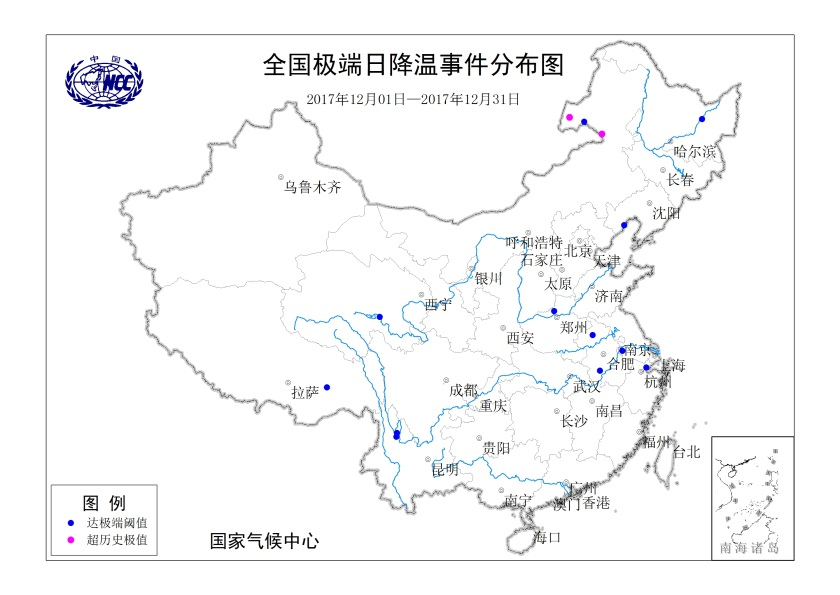 中国
NCC
全国极端日降温事件分布图
2017年12月01日—2017年12月31日
哈尔滨
长春
乌鲁木齐
沈阳
呼和浩特
北京
天津
石家庄
银川
太原
济南
西宁
郑州
西安
南京
合肥
上海
杭州
武汉
拉萨
成都
重庆
南昌
长沙
福州
台北
贵阳
昆明
广州
南宁
澳门
香港
海口
南海诸岛
图 例
达极端阈值
超历史极值
国家气候中心